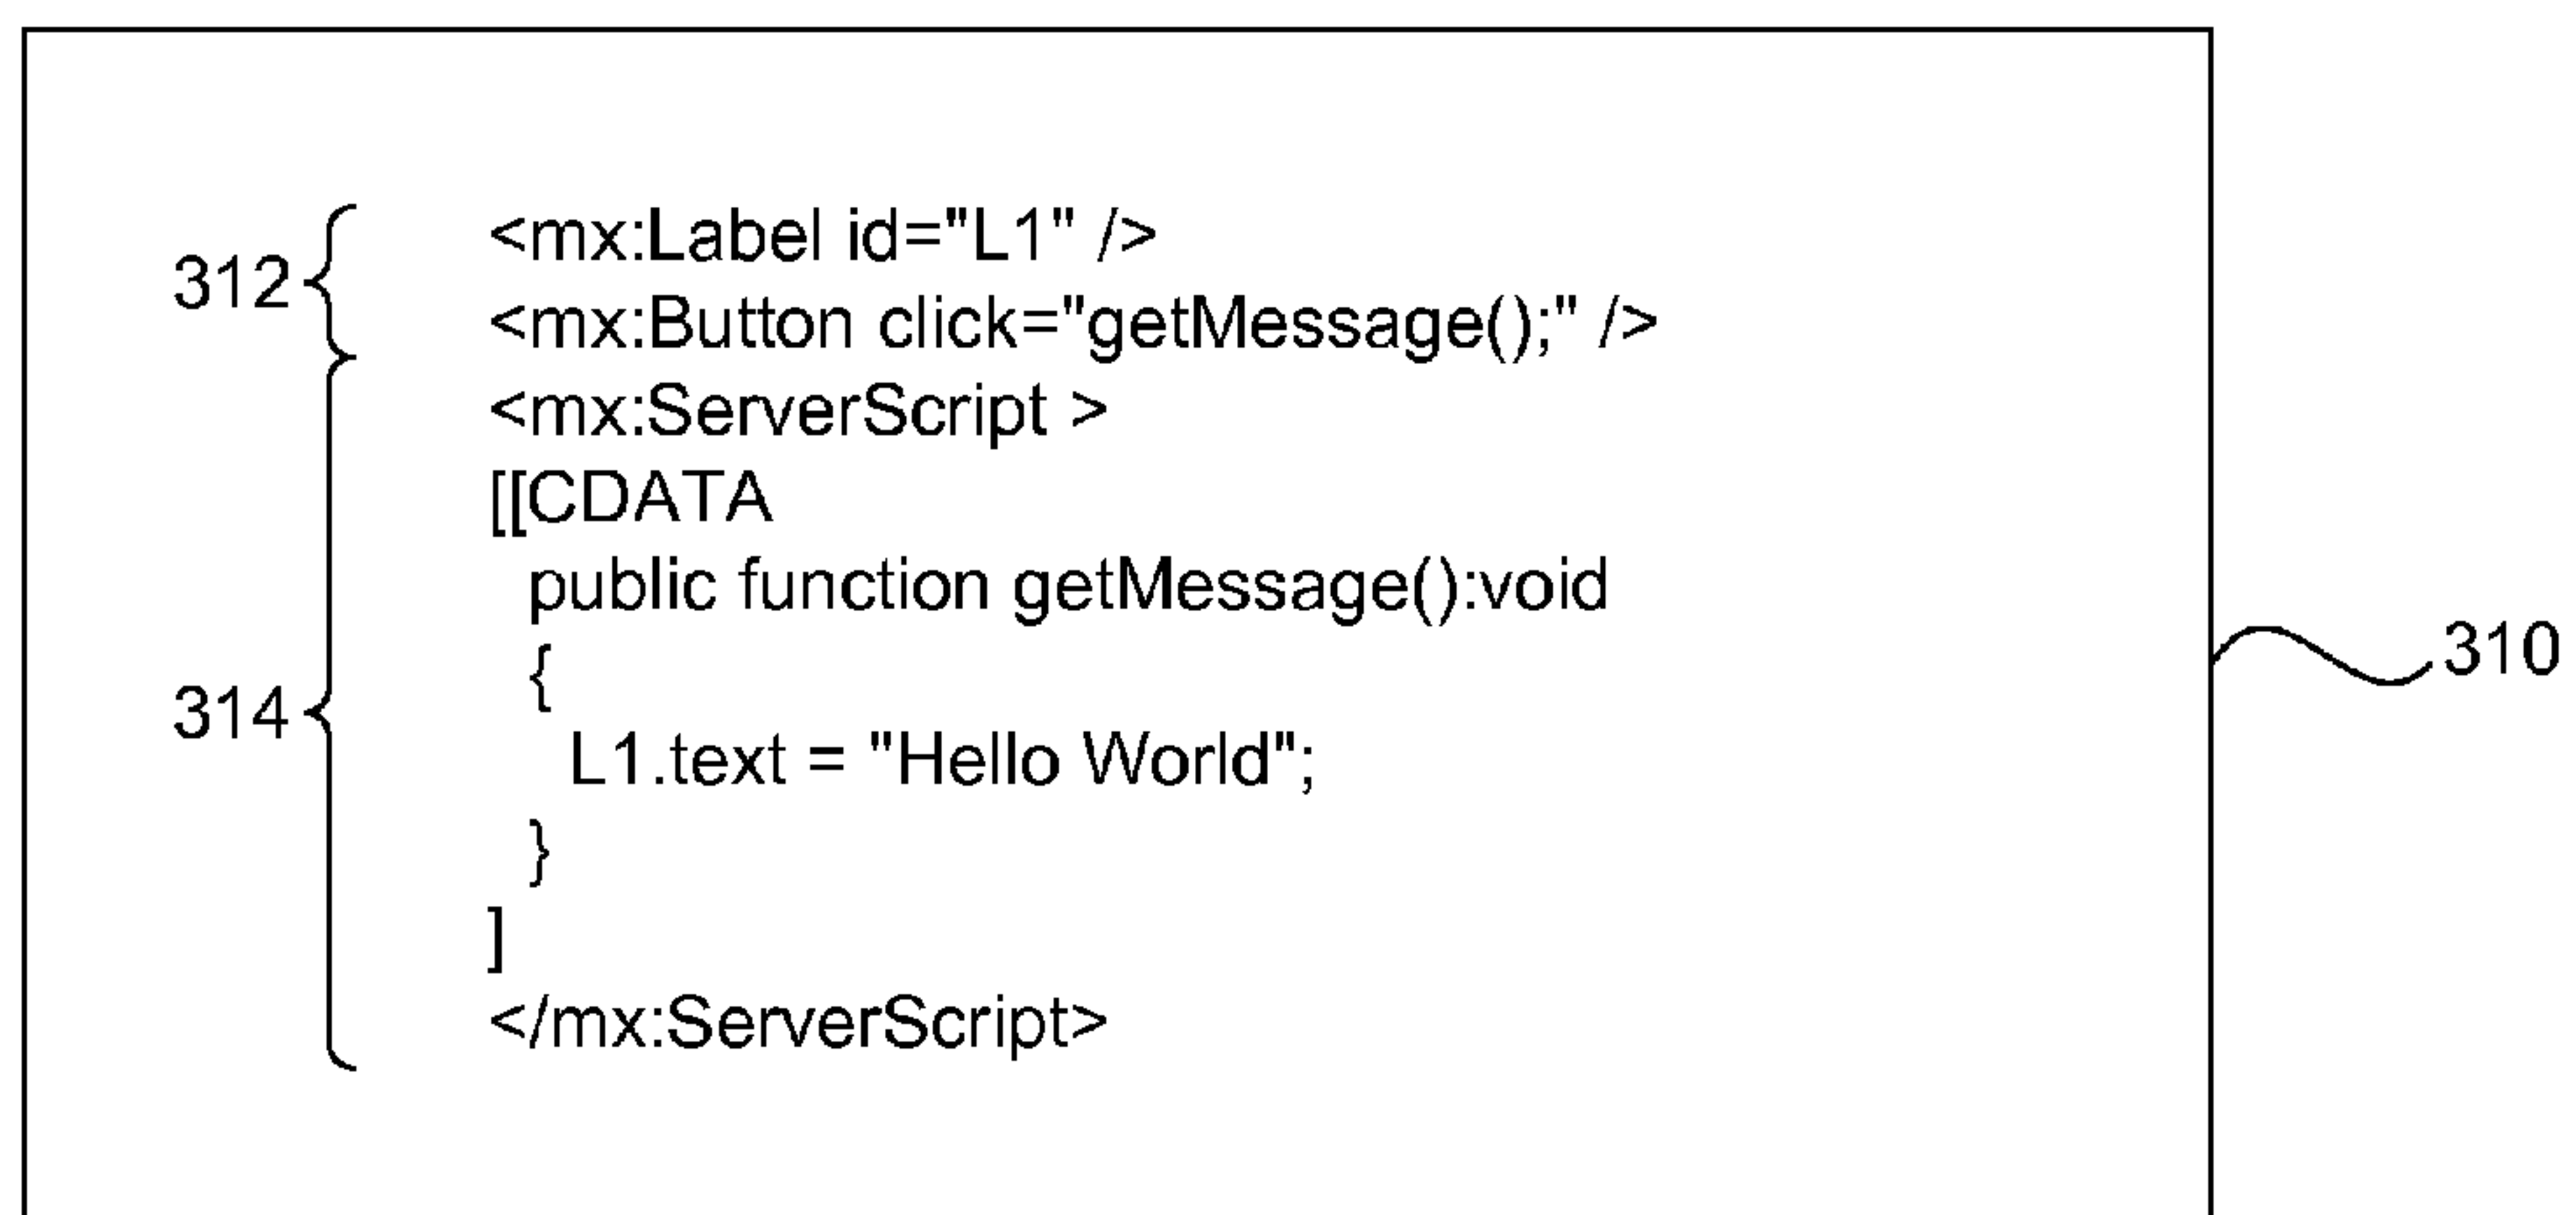 312
<mx:Label id="L1" />
<mx:Button click="getMessage();" />
<mx:ServerScript >
[[CDATA
public function getMessage():void
{
314
L1.text = "Hello World";
}
]
</mx:ServerScript>
310